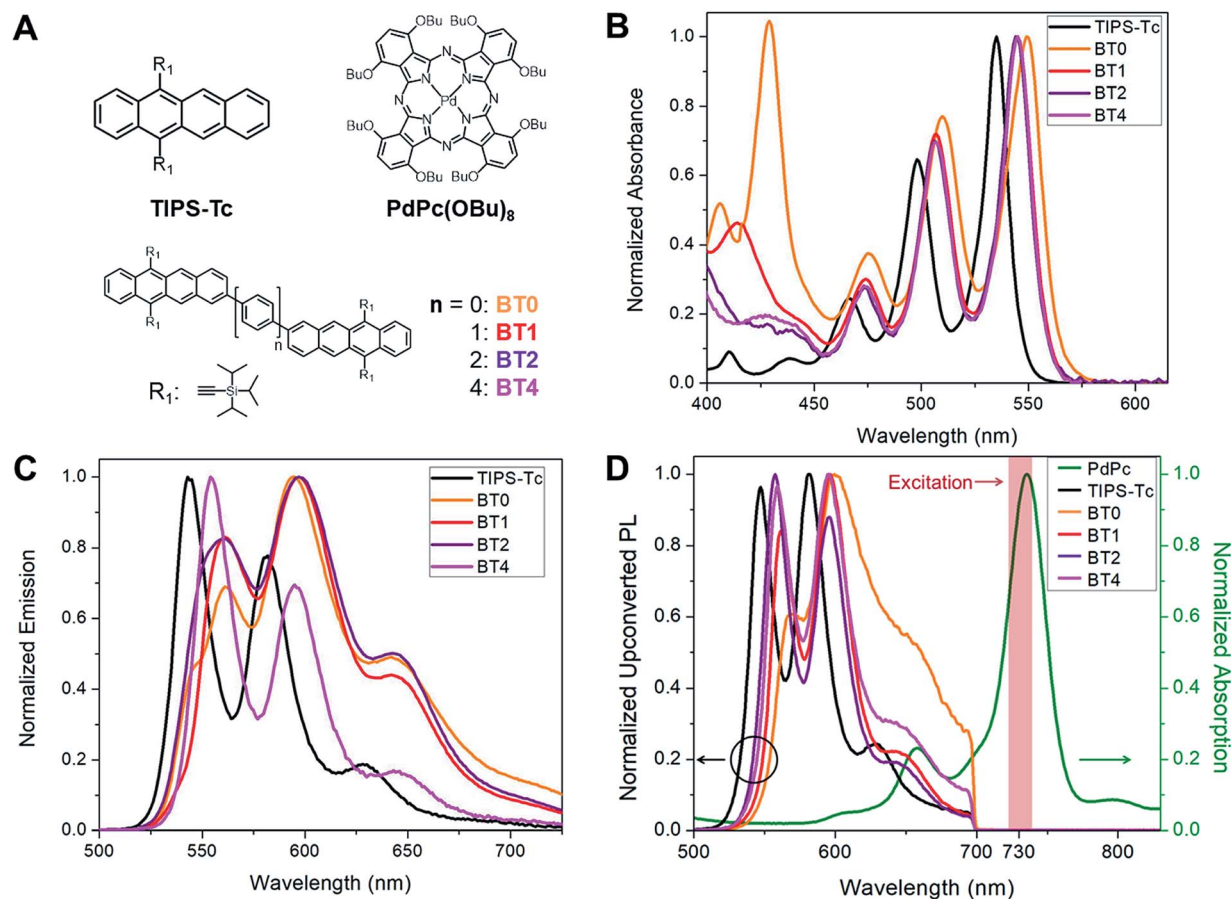 A
R1
R1
TIPS-Tc
OBu
BuO
OBu
BuO
N
N
N
N
N
Pd
N
N
N
BuO
OBu
BuO
OBu
PdPc(OBu)8
R1
R1
n
R1
R1
R1:
Si
n = 0: BT0
1: BT1
2: BT2
4: BT4
B
Normalized Absorbance
1.0
0.8
0.6
0.4
0.2
0.0
400
450
500
550
600
Wavelength (nm)
TIPS-Tc
BT0
BT1
BT2
BT4
C
Normalized Emission
1.0
0.8
0.6
0.4
0.2
0.0
500
550
600
650
700
Wavelength (nm)
TIPS-Tc
BT0
BT1
BT2
BT4
D
Normalized Upconverted PL
1.0
0.8
0.6
0.4
0.2
0.0
500
600
700
730
800
Wavelength (nm)
Excitation
PdPc
TIPS-Tc
BT0
BT1
BT2
BT4
1.0
0.8
0.6
0.4
0.2
0.0
Normalized Absorption